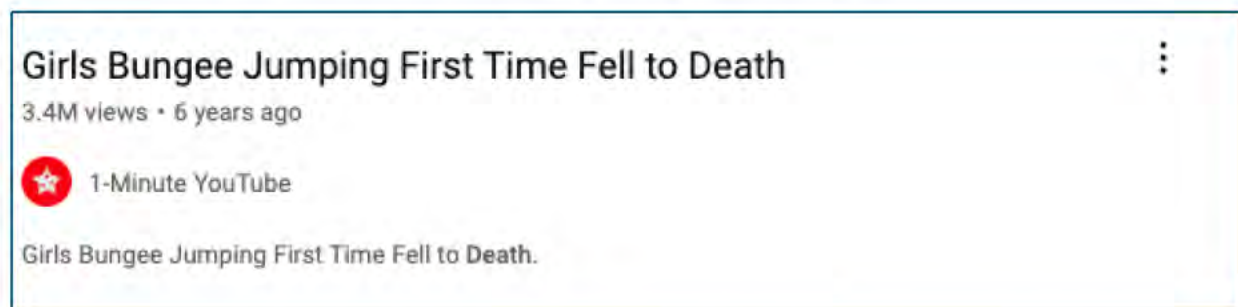 Girls Bungee Jumping First Time Fell to Death
3.4M views • 6 years ago
1-Minute YouTube
Girls Bungee Jumping First Time Fell to Death.